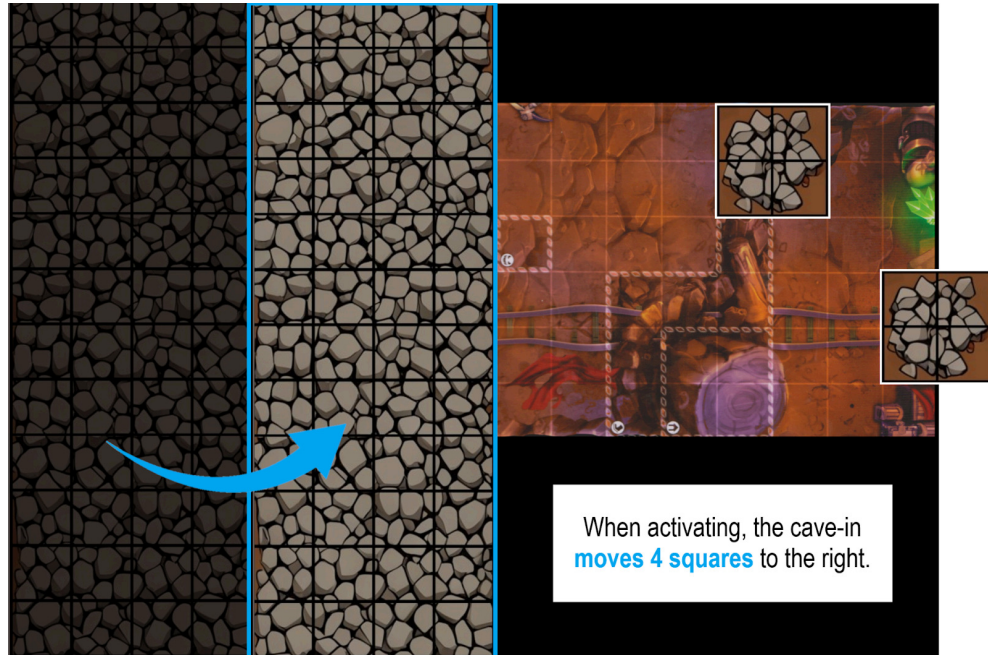 When activating, the cave-in
moves 4 squares to the right.